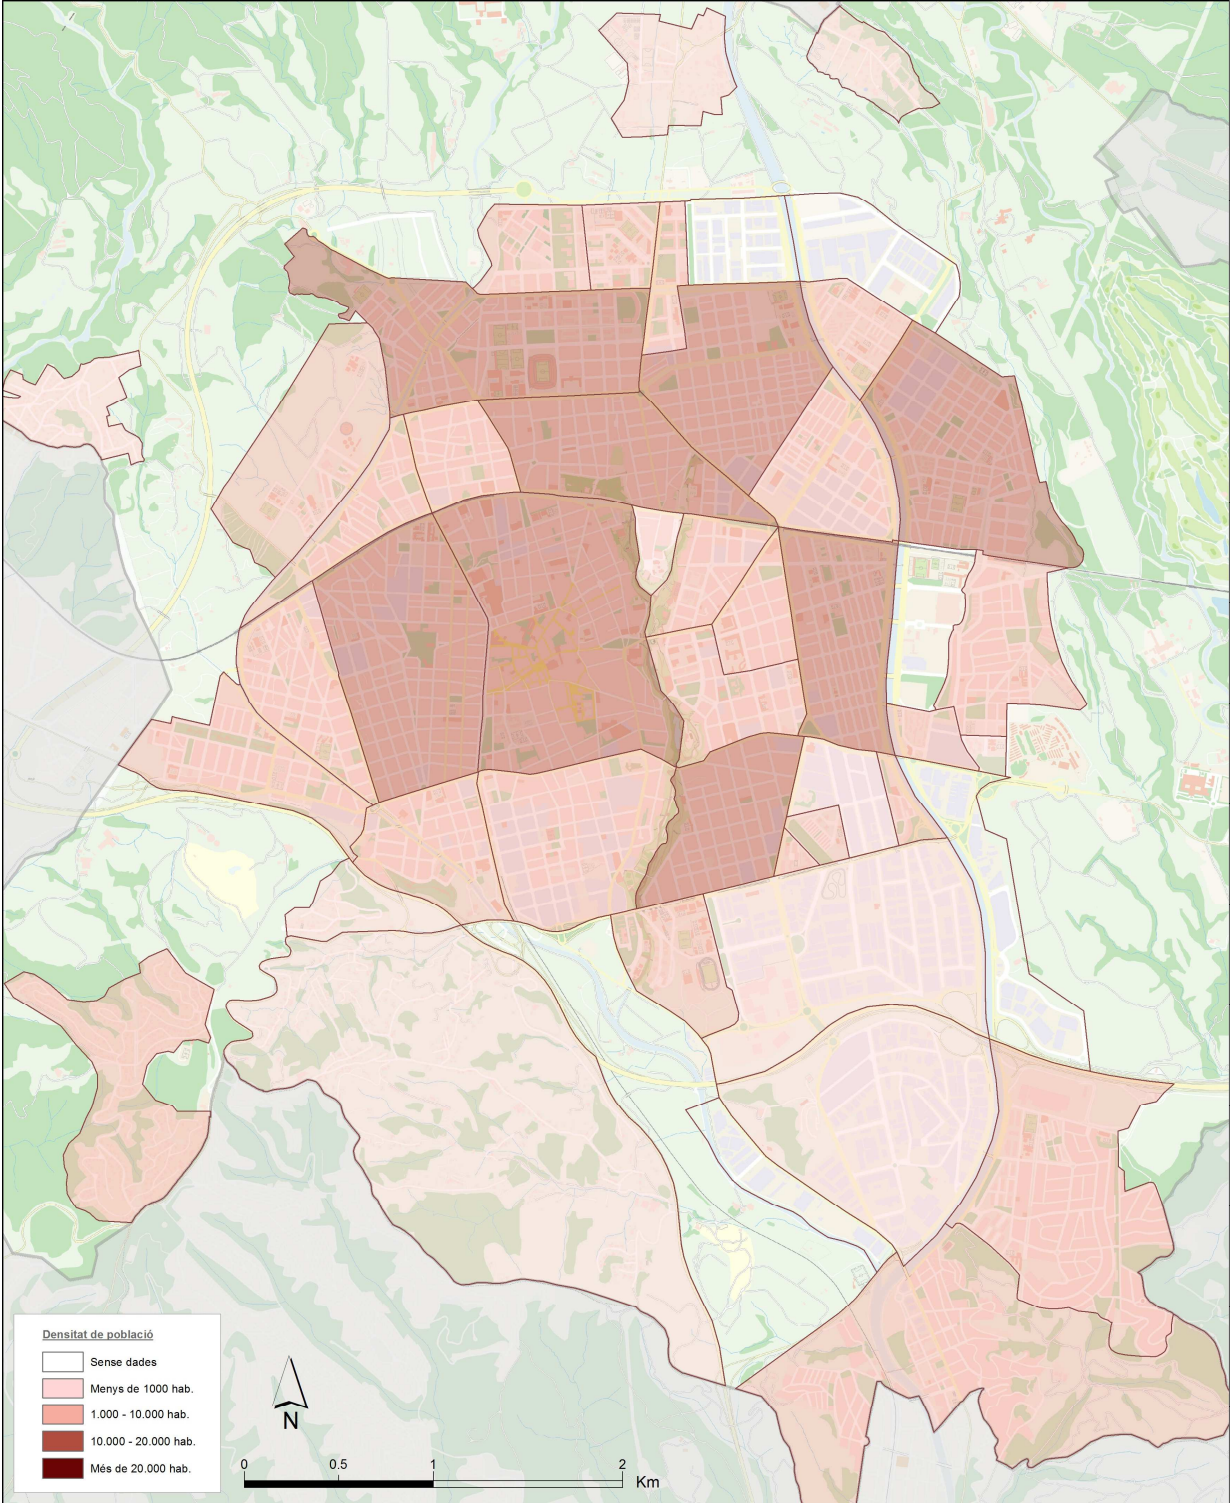 Densitat de població
Sense dades
Menys de 1000 hab.
1.000 - 10.000 hab.
10.000 - 20.000 hab.
Més de 20.000 hab.
N
0 0.5 1 2
Km